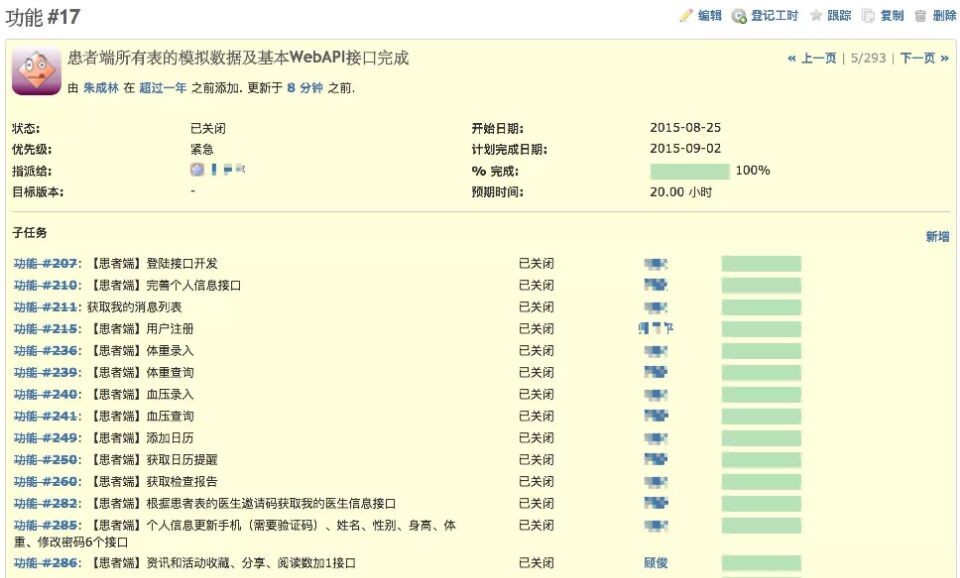 功能 #17
编辑 登记工时 跟踪 复制 删除
患者端所有表的模拟数据及基本WebAPI接口完成
« 上一页 | 5/293 | 下一页 »
由 朱成林 在 超过一年 之前添加. 更新于 8 分钟 之前.
状态: 已关闭 开始日期: 2015-08-25
优先级: 紧急 计划完成日期: 2015-09-02
指派给: % 完成: 100%
目标版本: - 预期时间: 20.00 小时
子任务
新增
功能 #207: 【患者端】登陆接口开发 已关闭
功能 #210: 【患者端】完善个人信息接口 已关闭
功能 #211: 获取我的消息列表 已关闭
功能 #215: 【患者端】用户注册 已关闭
功能 #236: 【患者端】体重录入 已关闭
功能 #239: 【患者端】体重查询 已关闭
功能 #240: 【患者端】血压录入 已关闭
功能 #241: 【患者端】血压查询 已关闭
功能 #249: 【患者端】添加日历 已关闭
功能 #250: 【患者端】获取日历提醒 已关闭
功能 #260: 【患者端】获取检查报告 已关闭
功能 #282: 【患者端】根据患者表的医生邀请码获取我的医生信息接口 已关闭
功能 #285: 【患者端】个人信息更新手机（需要验证码）、姓名、性别、身高、体 已关闭
重、修改密码6个接口
功能 #286: 【患者端】资讯和活动收藏、分享、阅读数加1接口 已关闭 顾俊